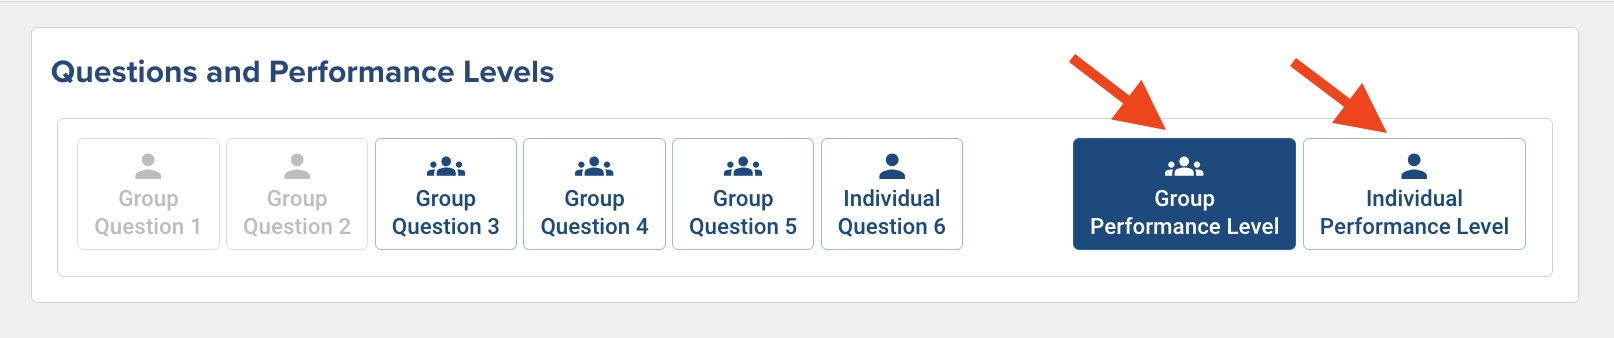 Questions and Performance Levels
Group
Question 1
Group
Question 2
Group
Question 3
Group
Question 4
Group
Question 5
Individual
Question 6
Group
Performance Level
Individual
Performance Level